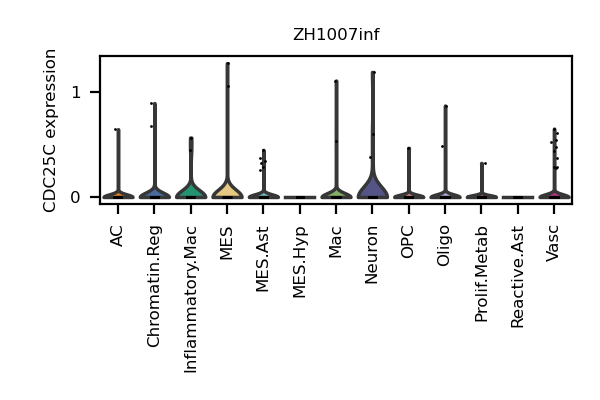 ZH1007inf
CDC25C expression
1
0
AC
Chromatin.Reg
Inflammatory.Mac
MES
MES.Ast
MES.Hyp
Mac
Neuron
OPC
Oligo
Prolif.Metab
Reactive.Ast
Vasc